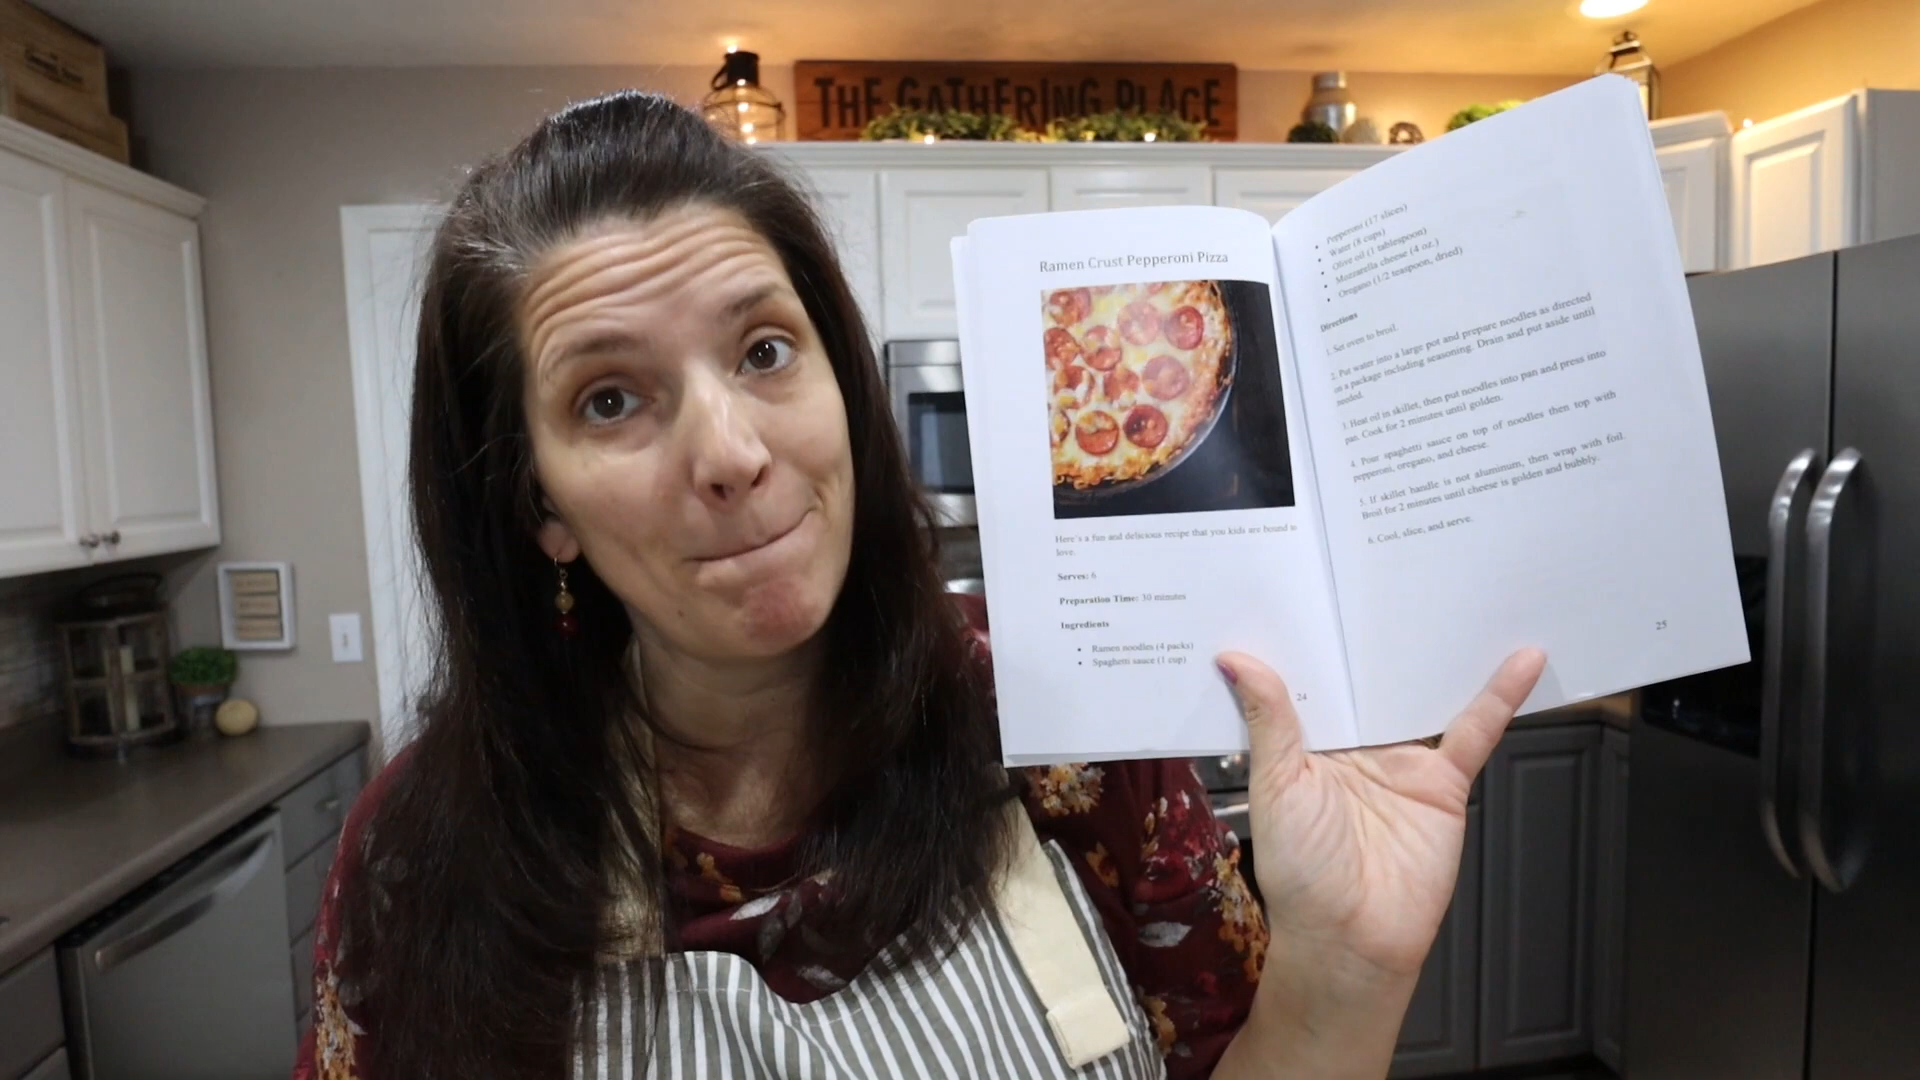 THE GATHERING PLACE
Ramen Crust Pepperoni Pizza
Here's a fun and delicious recipe that you kids are bound to
love.
Serves: 6
Preparation Time: 30 minutes
Ingredients
• Ramen noodles (4 packs)
• Spaghetti sauce (1 cup)
24
• Pepperoni (17 slices)
• Water (8 cups)
• Olive oil (1 tablespoon)
• Mozzarella cheese (4 oz.)
• Oregano (1/2 teaspoon, dried)
Directions
1. Set oven to broil.
2. Put water into a large pot and prepare noodles as directed
on a package including seasoning. Drain and put aside until
needed.
3. Heat oil in skillet, then put noodles into pan and press into
pan. Cook for 2 minutes until golden.
4. Pour spaghetti sauce on top of noodles then top with
pepperoni, oregano, and cheese.
5. If skillet handle is not aluminum, then wrap with foil.
Broil for 2 minutes until cheese is golden and bubbly.
6. Cool, slice, and serve.
25